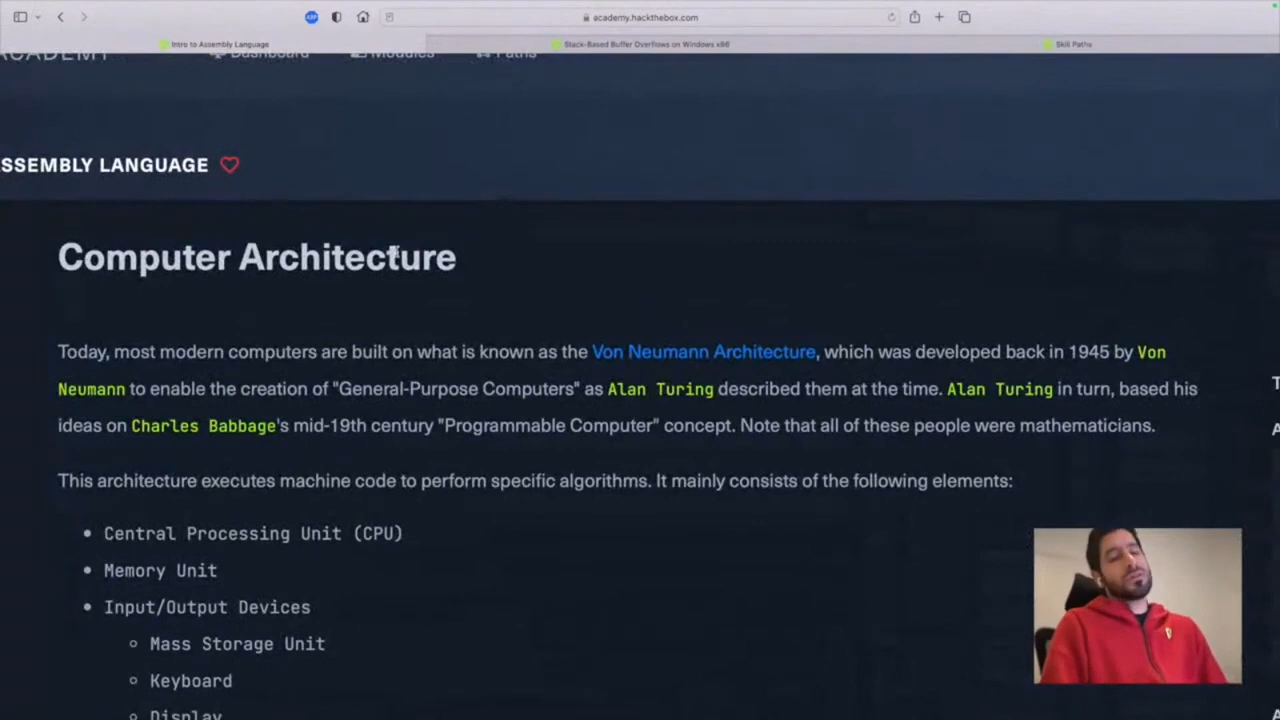 academy.hackthebox.com
Intro to Assembly Language
Stack-Based Buffer Overflows on Windows x86
Skill Paths
ACADEMY
Dashboard
Modules
Paths
ASSEMBLY LANGUAGE
Computer Architecture
Today, most modern computers are built on what is known as the Von Neumann Architecture, which was developed back in 1945 by Von
Neumann to enable the creation of "General-Purpose Computers" as Alan Turing described them at the time. Alan Turing in turn, based his
ideas on Charles Babbage's mid-19th century "Programmable Computer" concept. Note that all of these people were mathematicians.
This architecture executes machine code to perform specific algorithms. It mainly consists of the following elements:
Central Processing Unit (CPU)
Memory Unit
Input/Output Devices
Mass Storage Unit
Keyboard
Display